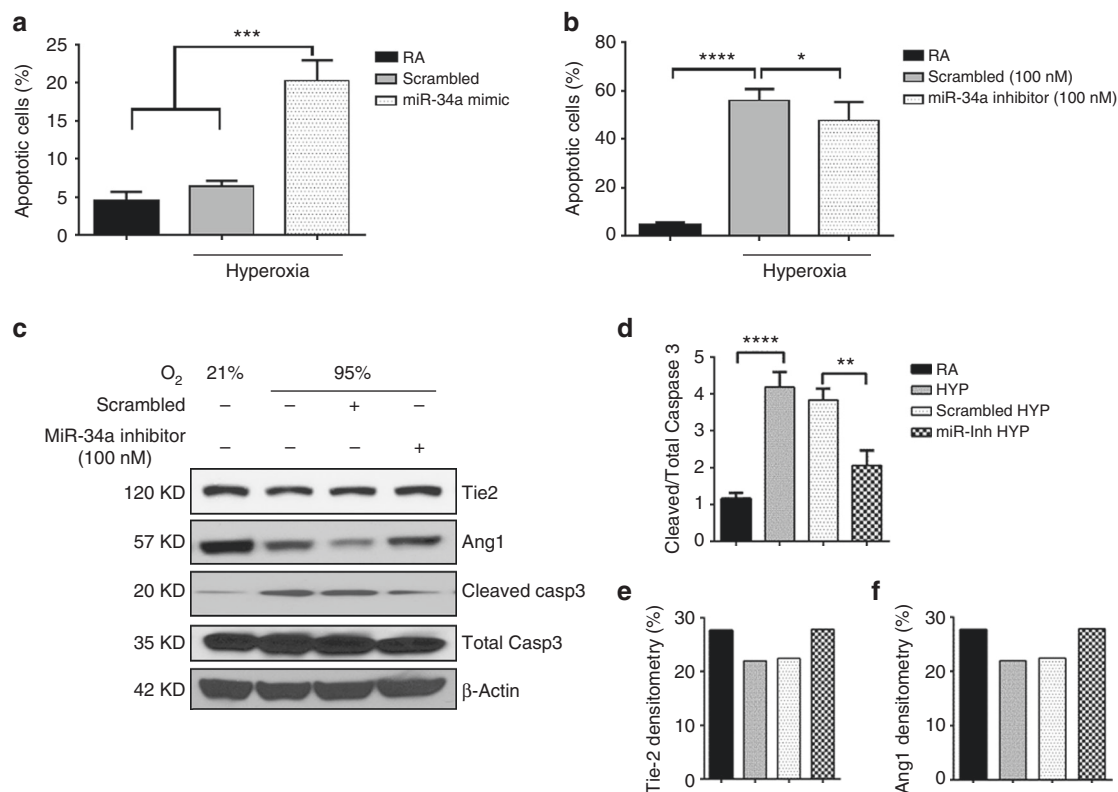 a
Apoptotic cells (%)
25
20
15
10
5
0
***
Hyperoxia
RA
Scrambled
miR-34a mimic
b
Apoptotic cells (%)
80
60
40
20
0
****
*
Hyperoxia
RA
Scrambled (100 nM)
miR-34a inhibitor (100 nM)
c
O2 21% 95%
Scrambled – – + –
MiR-34a inhibitor
(100 nM) – – – +
120 KD Tie2
57 KD Ang1
20 KD Cleaved casp3
35 KD Total Casp3
42 KD β-Actin
d
Cleaved/Total Caspase 3
5
4
3
2
1
0
****
**
RA
HYP
Scrambled HYP
miR-Inh HYP
e
Tie-2 densitometry (%)
30
20
10
0
f
Ang1 densitometry (%)
30
20
10
0